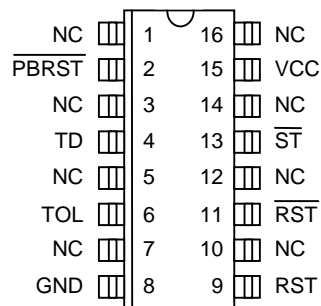 NC 1 16 NC
PBRST 2 15 VCC
NC 3 14 NC
TD 4 13 ST
NC 5 12 NC
TOL 6 11 RST
NC 7 10 NC
GND 8 9 RST